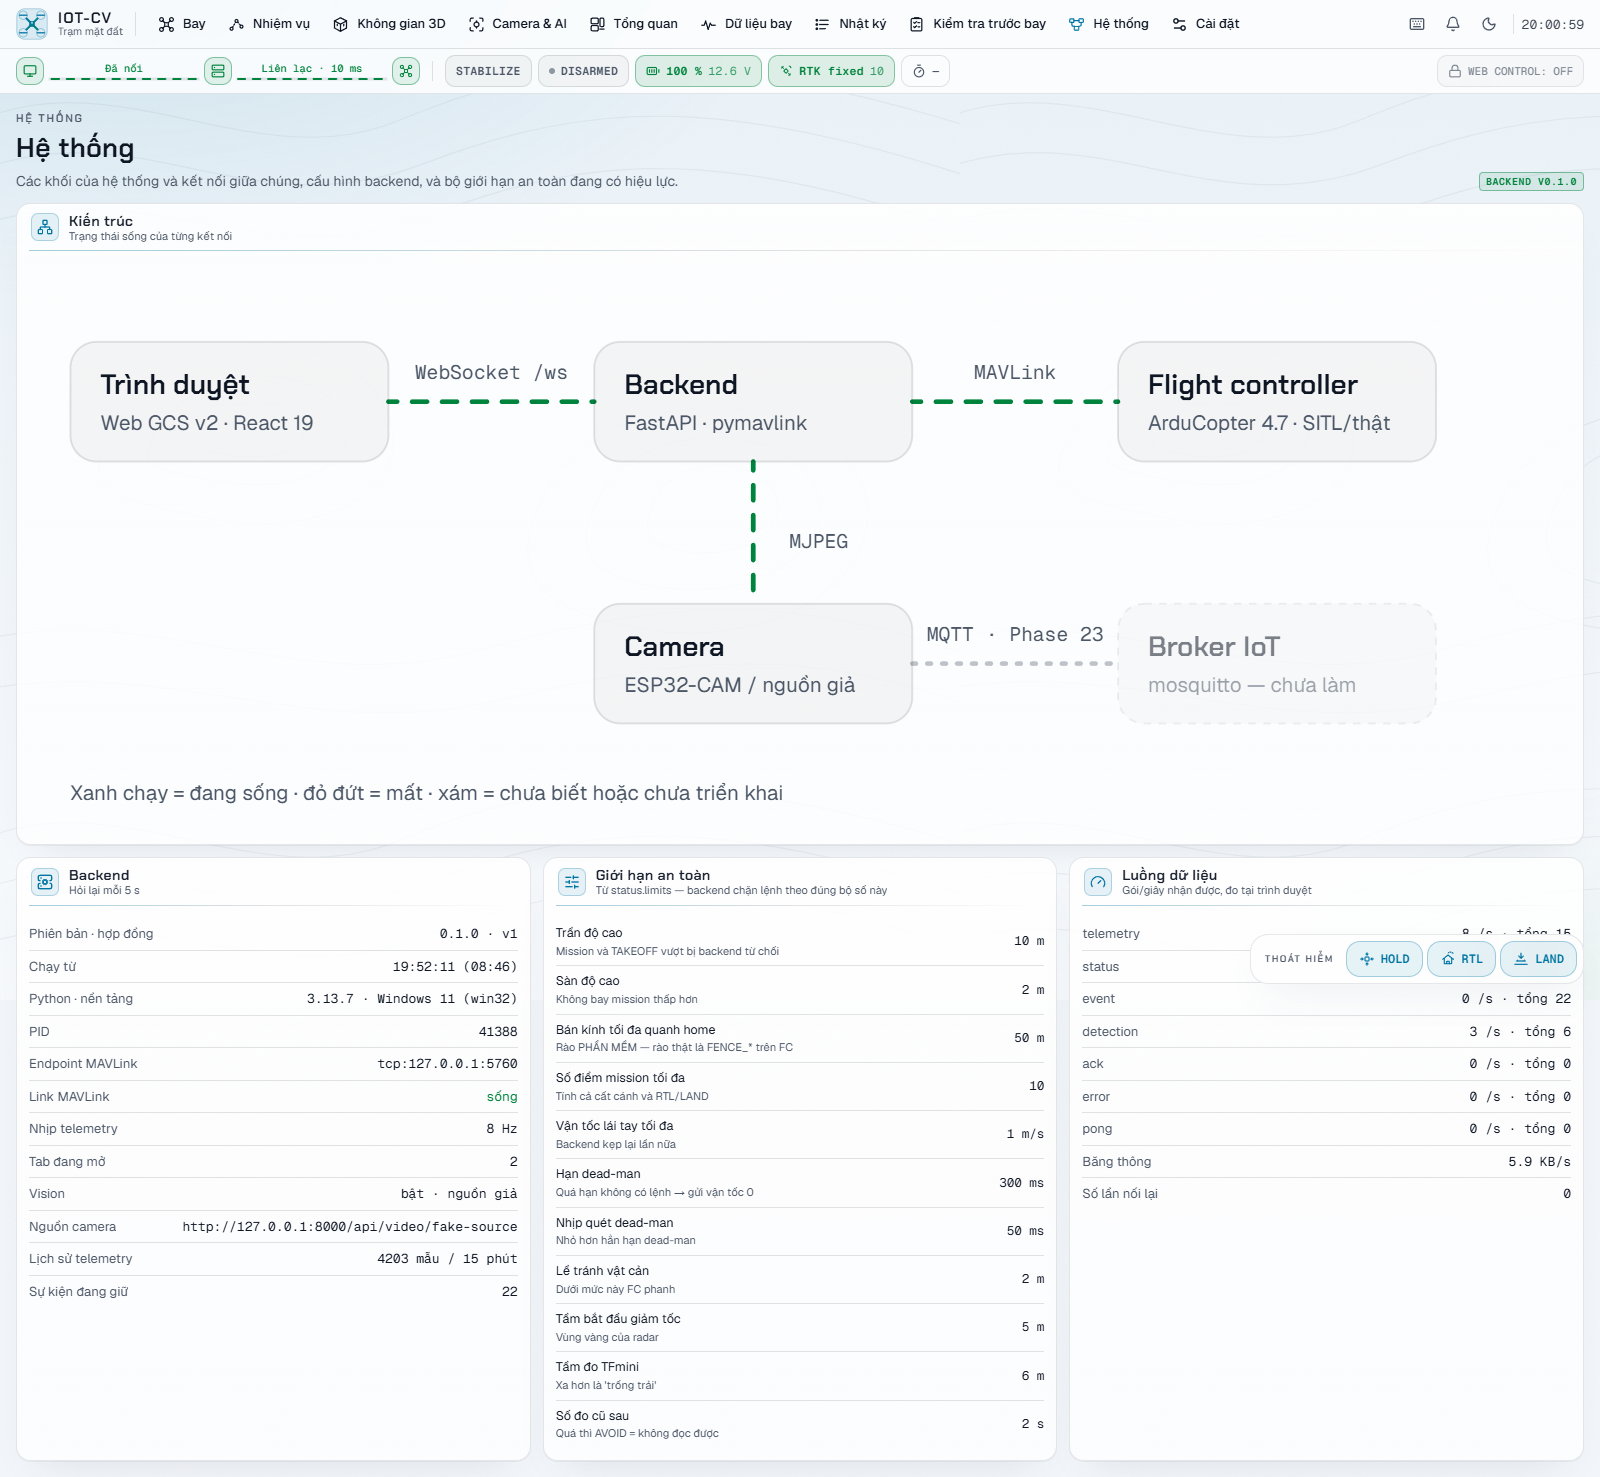 IOT-CV
Trạm mặt đất
Bay
Nhiệm vụ
Không gian 3D
Camera & AI
Tổng quan
Dữ liệu bay
Nhật ký
Kiểm tra trước bay
Hệ thống
Cài đặt
20:00:59
Đã nối
Liên lạc · 10 ms
STABILIZE
DISARMED
100 % 12.6 V
RTK fixed 10
–
WEB CONTROL: OFF
HỆ THỐNG
Hệ thống
Các khối của hệ thống và kết nối giữa chúng, cấu hình backend, và bộ giới hạn an toàn đang có hiệu lực.
BACKEND V0.1.0
Kiến trúc
Trạng thái sống của từng kết nối
Trình duyệt
Web GCS v2 · React 19
WebSocket /ws
Backend
FastAPI · pymavlink
MAVLink
Flight controller
ArduCopter 4.7 · SITL/thật
MJPEG
Camera
ESP32-CAM / nguồn giả
MQTT · Phase 23
Broker IoT
mosquitto — chưa làm
Xanh chạy = đang sống · đỏ đứt = mất · xám = chưa biết hoặc chưa triển khai
Backend
Hỏi lại mỗi 5 s
Phiên bản · hợp đồng 0.1.0 · v1
Chạy từ 19:52:11 (08:46)
Python · nền tảng 3.13.7 · Windows 11 (win32)
PID 41388
Endpoint MAVLink tcp:127.0.0.1:5760
Link MAVLink sống
Nhịp telemetry 8 Hz
Tab đang mở 2
Vision bật · nguồn giả
Nguồn camera http://127.0.0.1:8000/api/video/fake-source
Lịch sử telemetry 4203 mẫu / 15 phút
Sự kiện đang giữ 22
Giới hạn an toàn
Từ status.limits — backend chặn lệnh theo đúng bộ số này
Trần độ cao 10 m
Mission và TAKEOFF vượt bị backend từ chối
Sàn độ cao 2 m
Không bay mission thấp hơn
Bán kính tối đa quanh home 50 m
Rào PHẦN MỀM — rào thật là FENCE_* trên FC
Số điểm mission tối đa 10
Tính cả cất cánh và RTL/LAND
Vận tốc lái tay tối đa 1 m/s
Backend kẹp lại lần nữa
Hạn dead-man 300 ms
Quá hạn không có lệnh → gửi vận tốc 0
Nhịp quét dead-man 50 ms
Nhỏ hơn hẳn hạn dead-man
Lề tránh vật cản 2 m
Dưới mức này FC phanh
Tầm bắt đầu giảm tốc 5 m
Vùng vàng của radar
Tầm đo TFmini 6 m
Xa hơn là 'trống trải'
Số đo cũ sau 2 s
Quá thì AVOID = không đọc được
Luồng dữ liệu
Gói/giây nhận được, đo tại trình duyệt
telemetry 8 /s · tổng 15
status
THOÁT HIỂM
HOLD
RTL
LAND
event 0 /s · tổng 22
detection 3 /s · tổng 6
ack 0 /s · tổng 0
error 0 /s · tổng 0
pong 0 /s · tổng 0
Băng thông 5.9 KB/s
Số lần nối lại 0